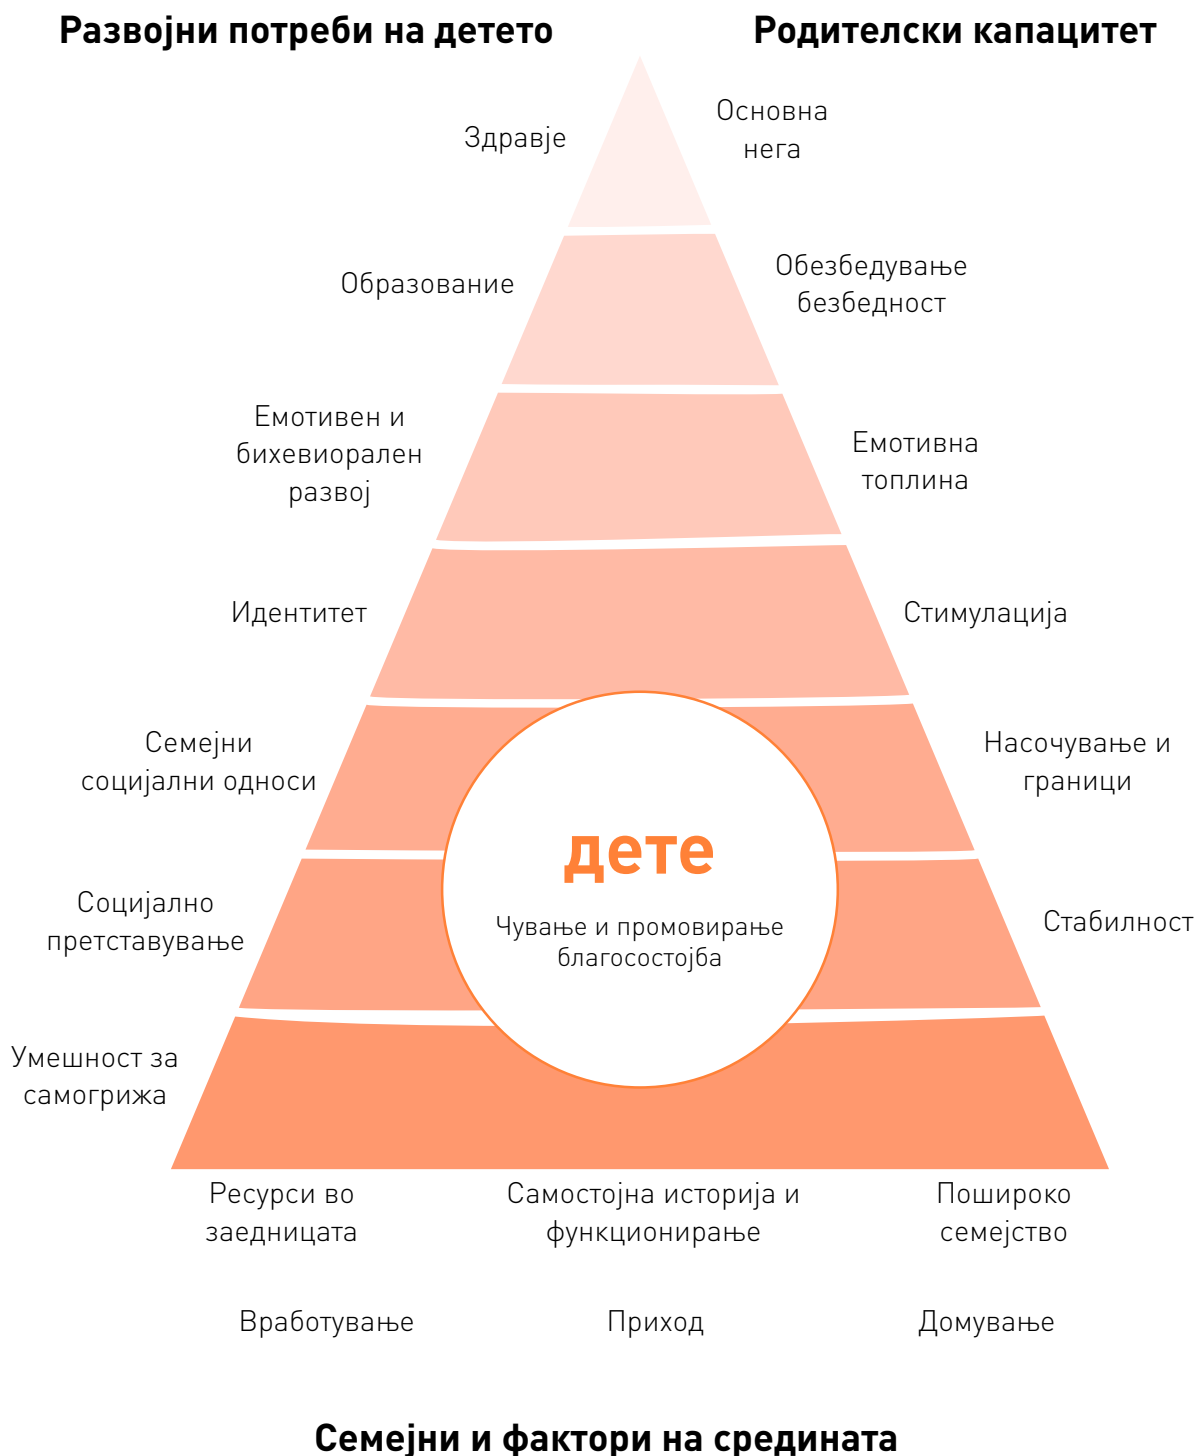 Развојни потреби на детето
Родителски капацитет
Здравје
Основна
нега
Образование
Обезбедување
безбедност
Емотивен и
бихевиорален
развој
Емотивна
топлина
Идентитет
Стимулација
Семејни
социјални односи
Насочување и
граници
дете
Чување и промовирање
благосостојба
Социјално
претставување
Стабилност
Умешност за
самогрижа
Ресурси во
заедницата
Самостојна историја и
функционирање
Пошироко
семејство
Вработување
Приход
Домување
Семејни и фактори на средината